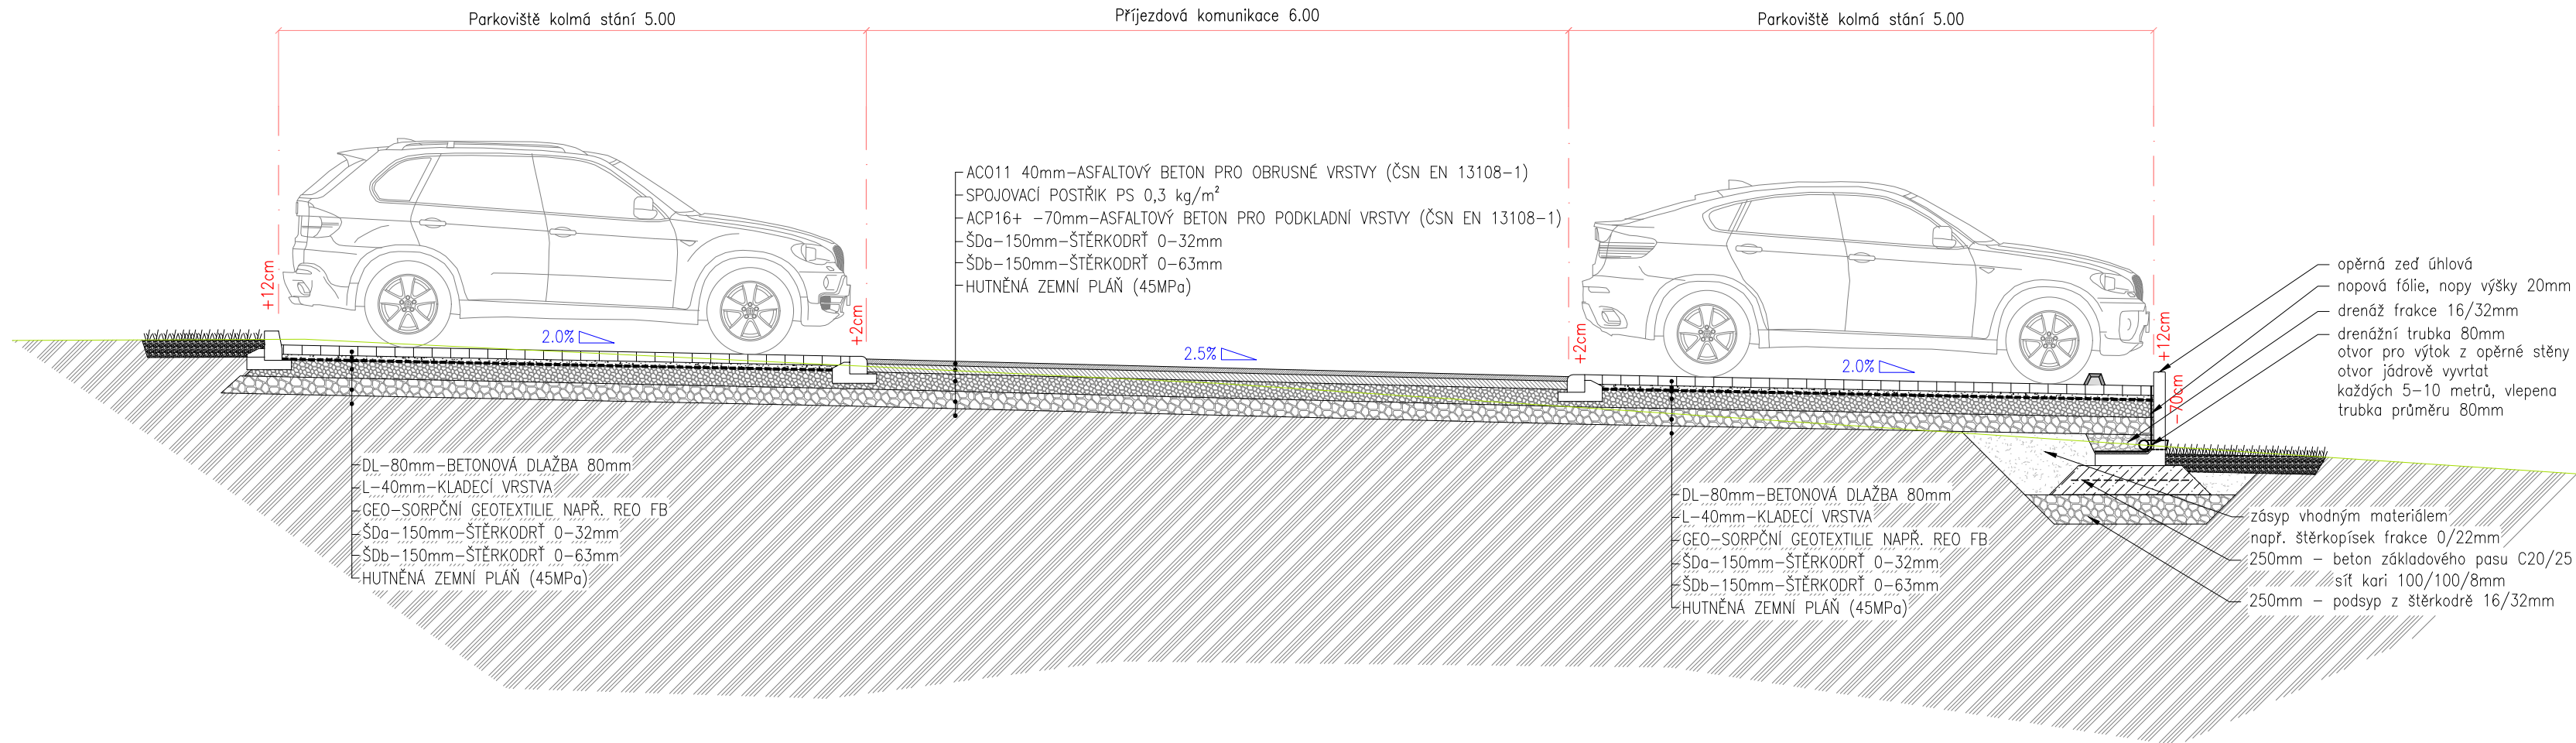 Parkoviště kolmá stání 5.00
Příjezdová komunikace 6.00
Parkoviště kolmá stání 5.00
ACO11 40mm-ASFALTOVÝ BETON PRO OBRUSNÉ VRSTVY (ČSN EN 13108-1)
SPOJOVACÍ POSTŘIK PS 0,3 kg/m²
ACP16+ -70mm-ASFALTOVÝ BETON PRO PODKLADNÍ VRSTVY (ČSN EN 13108-1)
ŠDa-150mm-ŠTĚRKODRŤ 0-32mm
ŠDb-150mm-ŠTĚRKODRŤ 0-63mm
HUTNĚNÁ ZEMNÍ PLÁŇ (45MPa)
+12cm
+2cm
+2cm
+12cm
-70cm
2.0%
2.5%
2.0%
opěrná zeď úhlová
nopová fólie, nopy výšky 20mm
drenáž frakce 16/32mm
drenážní trubka 80mm
otvor pro výtok z opěrné stěny
otvor jádrově vyvrtat
každých 5-10 metrů, vlepena
trubka průměru 80mm
DL-80mm-BETONOVÁ DLAŽBA 80mm
L-40mm-KLADECÍ VRSTVA
GEO-SORPČNÍ GEOTEXTILIE NAPŘ. REO FB
ŠDa-150mm-ŠTĚRKODRŤ 0-32mm
ŠDb-150mm-ŠTĚRKODRŤ 0-63mm
HUTNĚNÁ ZEMNÍ PLÁŇ (45MPa)
DL-80mm-BETONOVÁ DLAŽBA 80mm
L-40mm-KLADECÍ VRSTVA
GEO-SORPČNÍ GEOTEXTILIE NAPŘ. REO FB
ŠDa-150mm-ŠTĚRKODRŤ 0-32mm
ŠDb-150mm-ŠTĚRKODRŤ 0-63mm
HUTNĚNÁ ZEMNÍ PLÁŇ (45MPa)
zásyp vhodným materiálem
např. štěrkopísek frakce 0/22mm
250mm - beton základového pasu C20/25
síť kari 100/100/8mm
250mm - podsyp z štěrkodrě 16/32mm